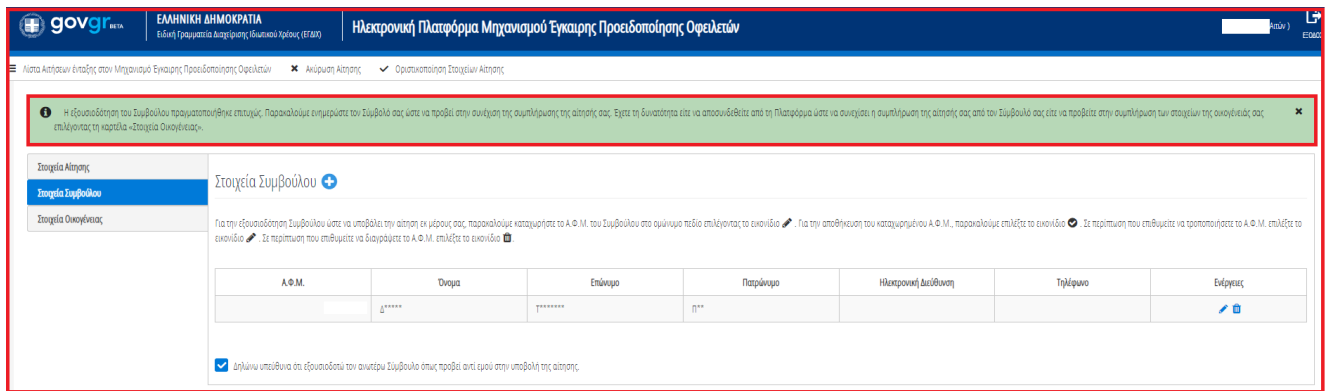 govgr BETA
ΕΛΛΗΝΙΚΗ ΔΗΜΟΚΡΑΤΙΑ
Ειδική Γραμματεία Διαχείρισης Ιδιωτικού Χρέους (ΕΓΔΙΧ)
Ηλεκτρονική Πλατφόρμα Μηχανισμού Έγκαιρης Προειδοποίησης Οφειλετών
Αιτών )
ΕΞΟΔΟΣ
Λίστα Αιτήσεων ένταξης στον Μηχανισμό Έγκαιρης Προειδοποίησης Οφειλετών Ακύρωση Αίτησης Οριστικοποίηση Στοιχείων Αίτησης
Η εξουσιοδότηση του Συμβούλου πραγματοποιήθηκε επιτυχώς. Παρακαλούμε ενημερώστε τον Σύμβολό σας ώστε να προβεί στην συνέχιση της συμπλήρωσης της αίτησής σας. Έχετε τη δυνατότητα είτε να αποσυνδεθείτε από τη Πλατφόρμα ώστε να συνεχίσει η συμπλήρωση της αίτησής σας από τον Σύμβουλό σας είτε να προβείτε στην συμπλήρωση των στοιχείων της οικογένειάς σας
επιλέγοντας τη καρτέλα «Στοιχεία Οικογένειας».
Στοιχεία Αίτησης
Στοιχεία Συμβούλου
Στοιχεία Οικογένειας
Στοιχεία Συμβούλου
Για την εξουσιοδότηση Συμβούλου ώστε να υποβάλει την αίτηση εκ μέρους σας, παρακαλούμε καταχωρήστε το Α.Φ.Μ. του Συμβούλου στο ομώνυμο πεδίο επιλέγοντας το εικονίδιο . Για την αποθήκευση του καταχωρημένου Α.Φ.Μ., παρακαλούμε επιλέξτε το εικονίδιο . Σε περίπτωση που επιθυμείτε να τροποποιήσετε το Α.Φ.Μ. επιλέξτε το
εικονίδιο . Σε περίπτωση που επιθυμείτε να διαγράψετε το Α.Φ.Μ. επιλέξτε το εικονίδιο .
Α.Φ.Μ. Όνομα Επώνυμο Πατρώνυμο Ηλεκτρονική Διεύθυνση Τηλέφωνο Ενέργειες
Δ***** Τ******* Π**
Δηλώνω υπεύθυνα ότι εξουσιοδοτώ τον ανωτέρω Σύμβουλο όπως προβεί αντί εμού στην υποβολή της αίτησης.